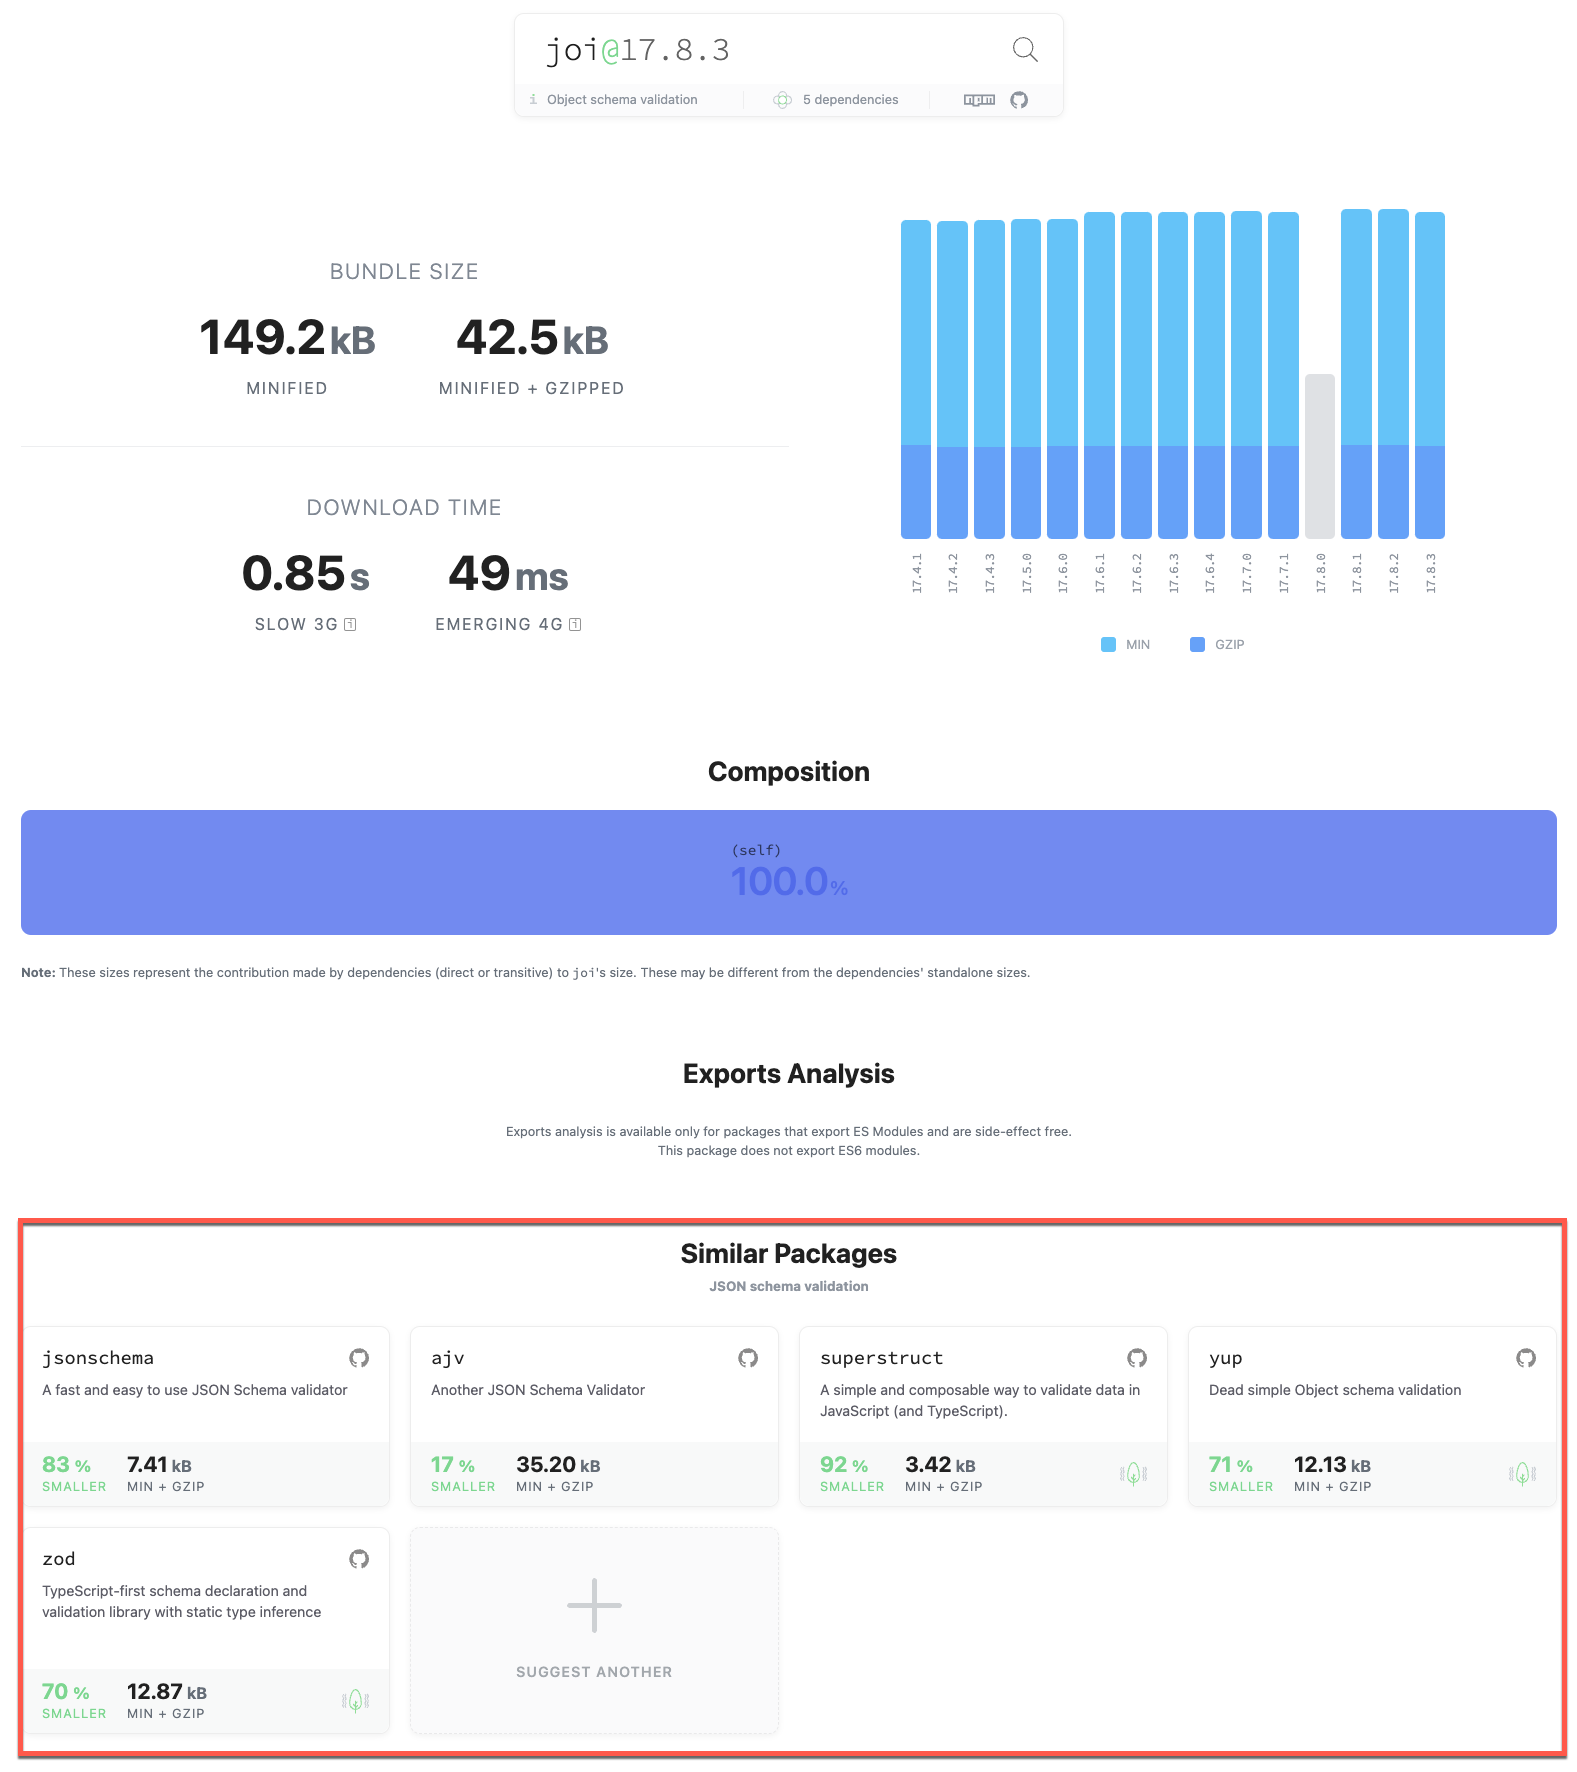 joi@17.8.3
i Object schema validation 5 dependencies npm
BUNDLE SIZE
149.2 kB 42.5 kB
MINIFIED MINIFIED + GZIPPED
DOWNLOAD TIME
0.85 s 49 ms
SLOW 3G i EMERGING 4G i
17.4.1 17.4.2 17.4.3 17.5.0 17.6.0 17.6.1 17.6.2 17.6.3 17.6.4 17.7.0 17.7.1 17.8.0 17.8.1 17.8.2 17.8.3
MIN GZIP
Composition
(self)
100.0%
Note: These sizes represent the contribution made by dependencies (direct or transitive) to joi's size. These may be different from the dependencies' standalone sizes.
Exports Analysis
Exports analysis is available only for packages that export ES Modules and are side-effect free.
This package does not export ES6 modules.
Similar Packages
JSON schema validation
jsonschema
A fast and easy to use JSON Schema validator
83 % 7.41 kB
SMALLER MIN + GZIP
ajv
Another JSON Schema Validator
17 % 35.20 kB
SMALLER MIN + GZIP
superstruct
A simple and composable way to validate data in
JavaScript (and TypeScript).
92 % 3.42 kB
SMALLER MIN + GZIP
yup
Dead simple Object schema validation
71 % 12.13 kB
SMALLER MIN + GZIP
zod
TypeScript-first schema declaration and
validation library with static type inference
70 % 12.87 kB
SMALLER MIN + GZIP
SUGGEST ANOTHER